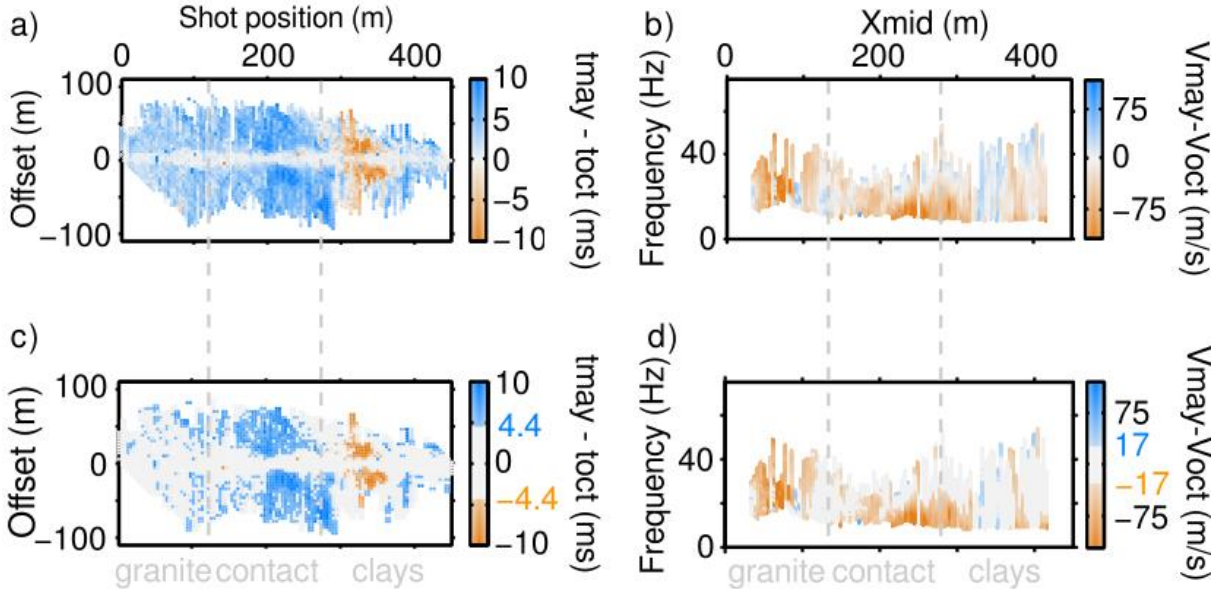 a)
Shot position (m)
0 200 400
100
0
−100
Offset (m)
10
5
0
−5
−10
tmay - toct (ms)
b)
Xmid (m)
0 200 400
Frequency (Hz)
40
0
75
0
−75
Vmay-Voct (m/s)
c)
100
0
−100
Offset (m)
10
4.4
0
−4.4
−10
tmay - toct (ms)
granite contact clays
d)
Frequency (Hz)
40
0
75
17
−17
−75
Vmay-Voct (m/s)
granite contact clays